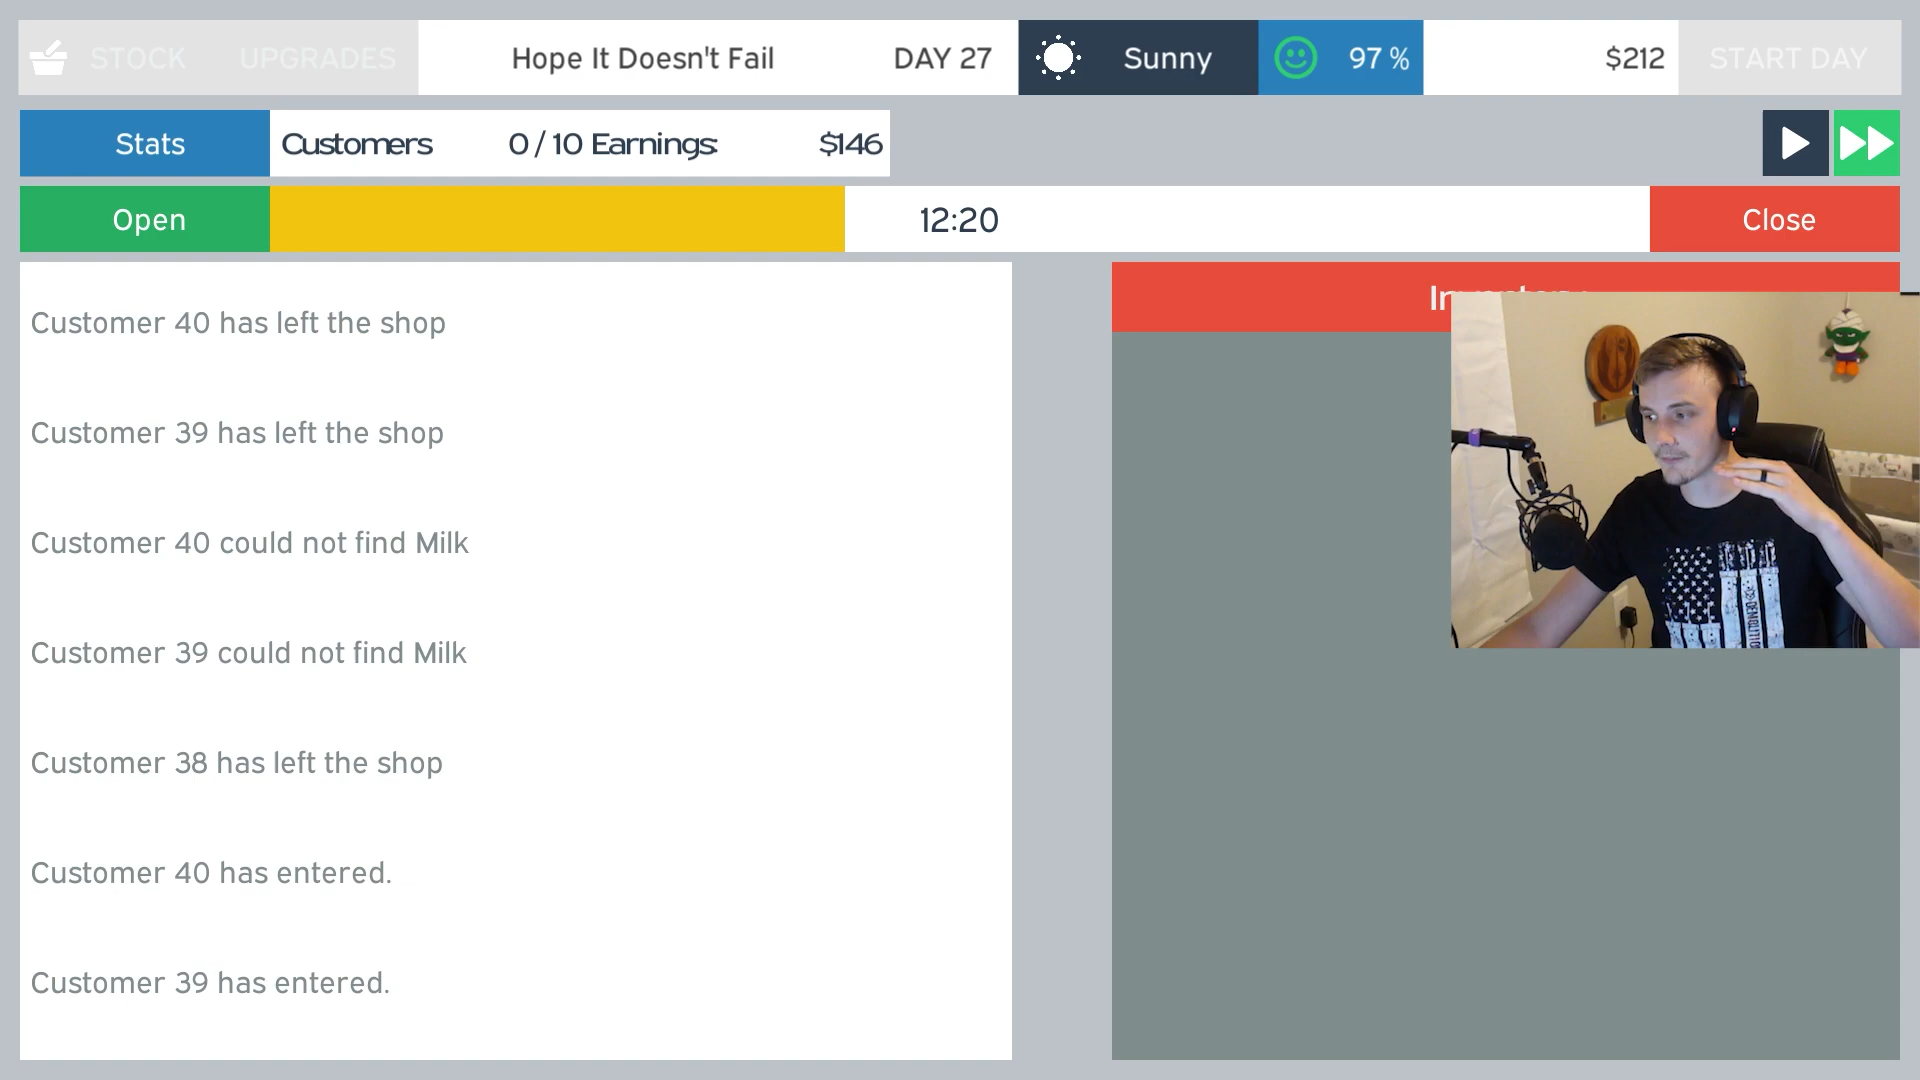 STOCK UPGRADES Hope It Doesn't Fail DAY 27 Sunny 97 % $212 START DAY
Stats Customers 0 / 10 Earnings: $146
Open 12:20 Close
Customer 40 has left the shop
Customer 39 has left the shop
Customer 40 could not find Milk
Customer 39 could not find Milk
Customer 38 has left the shop
Customer 40 has entered.
Customer 39 has entered.